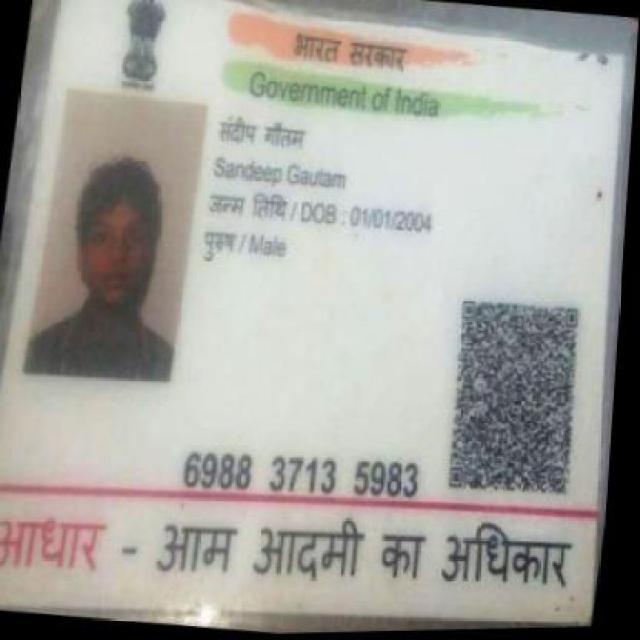 भारत सरकार
Government of India
संदीप गौतम
Sandeep Gautam
जन्म तिथि / DOB : 01/01/2004
पुरुष / Male
6988 3713 5983
आधार - आम आदमी का अधिकार